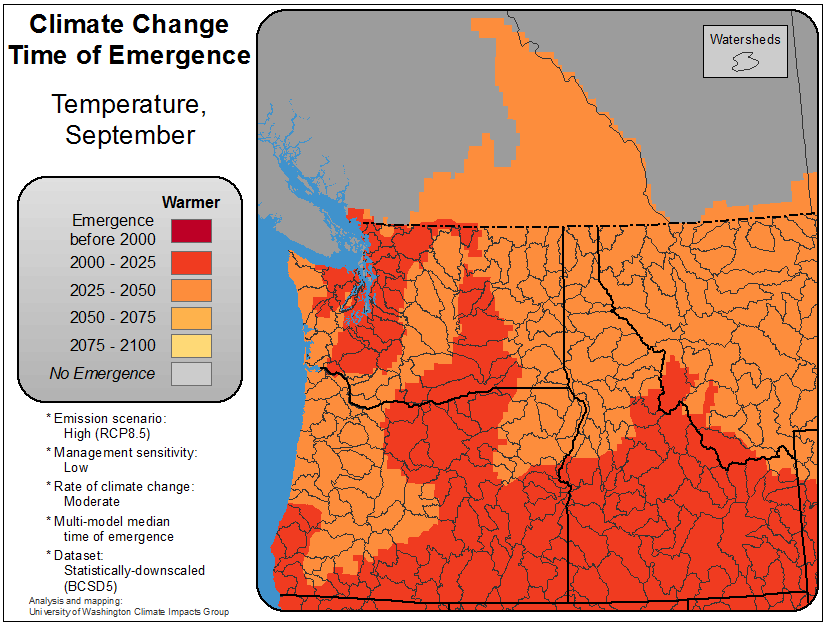 Climate Change
Time of Emergence
Temperature,
September
Warmer
Emergence
before 2000
2000 - 2025
2025 - 2050
2050 - 2075
2075 - 2100
No Emergence
* Emission scenario:
High (RCP8.5)
* Management sensitivity:
Low
* Rate of climate change:
Moderate
* Multi-model median
time of emergence
* Dataset:
Statistically-downscaled
(BCSD5)
Analysis and mapping:
University of Washington Climate Impacts Group
Watersheds